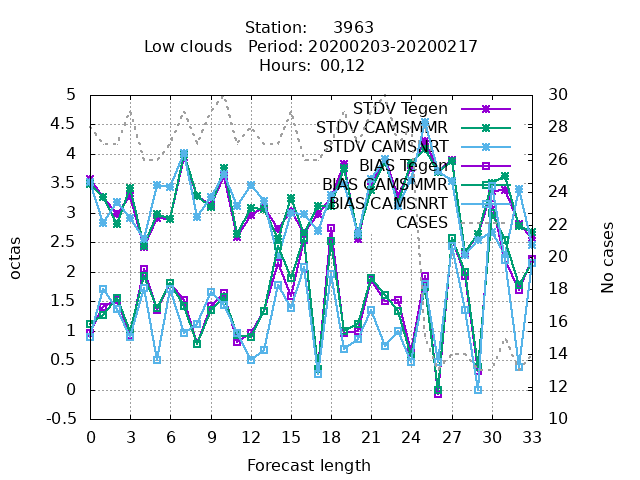 Station:     3963
Low clouds   Period: 20200203-20200217
Hours:  00,12
5
4.5
4
3.5
3
2.5
2
1.5
1
0.5
0
-0.5
octas
30
28
26
24
22
20
18
16
14
12
10
No cases
STDV Tegen
STDV CAMSMMR
STDV CAMSNRT
BIAS Tegen
BIAS CAMSMMR
BIAS CAMSNRT
CASES
0 3 6 9 12 15 18 21 24 27 30 33
Forecast length